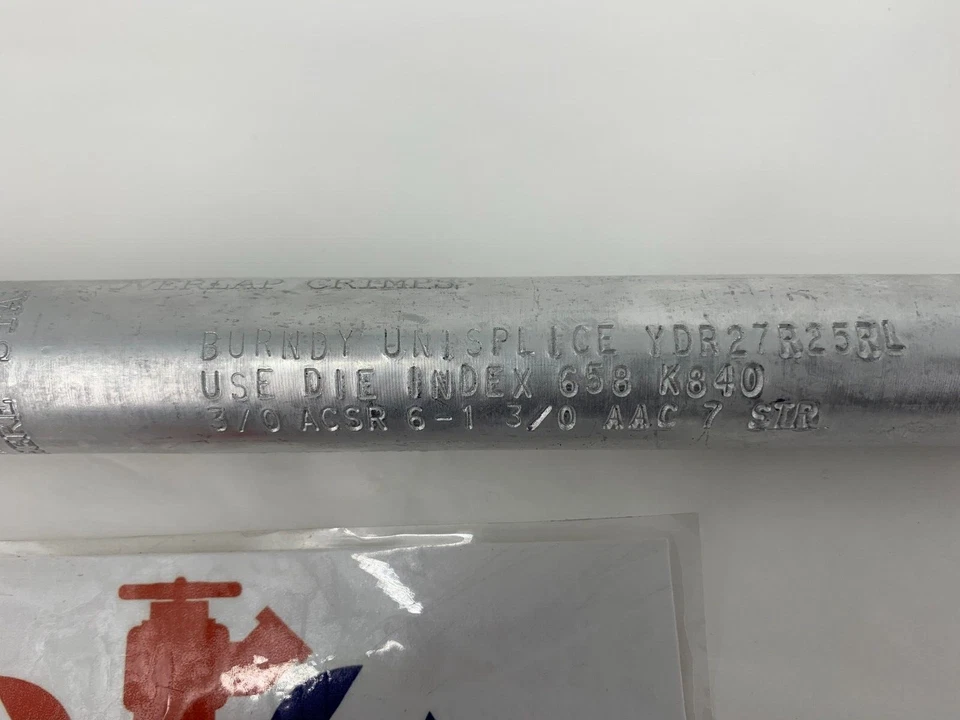 OVERLAP CRIMPS
BURNDY UNISPLICE YDR27R25RL
USE DIE INDEX 658 K840
3/0 ACSR 6-1 3/0 AAC 7 STR